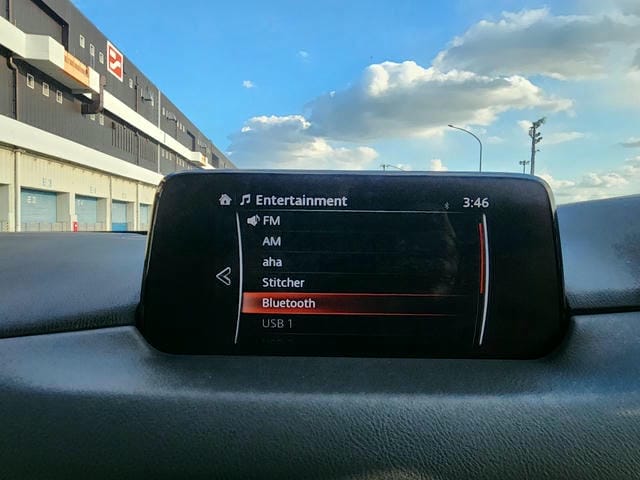 Entertainment 3:46
FM
AM
aha
Stitcher
Bluetooth
USB 1